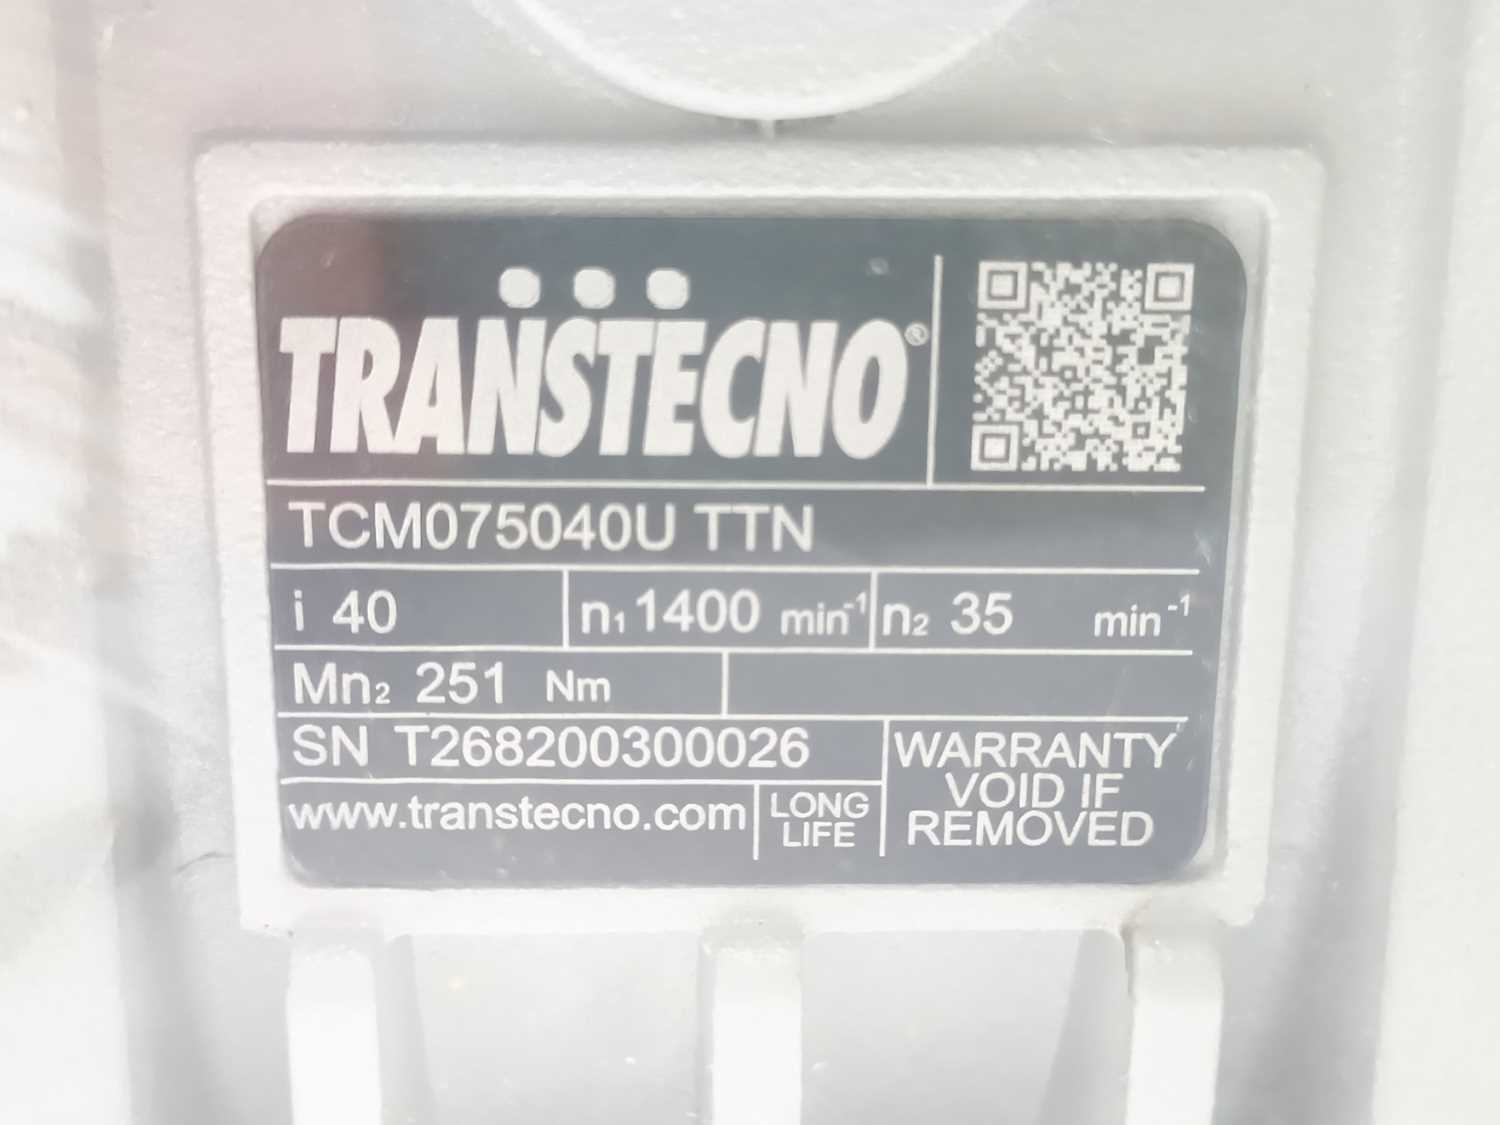 TRANSTECNO®
TCM075040U TTN
i 40 n₁ 1400 min⁻¹ n₂ 35 min⁻¹
Mn₂ 251 Nm
SN T268200300026
www.transtecno.com
LONG
LIFE
WARRANTY
VOID IF
REMOVED